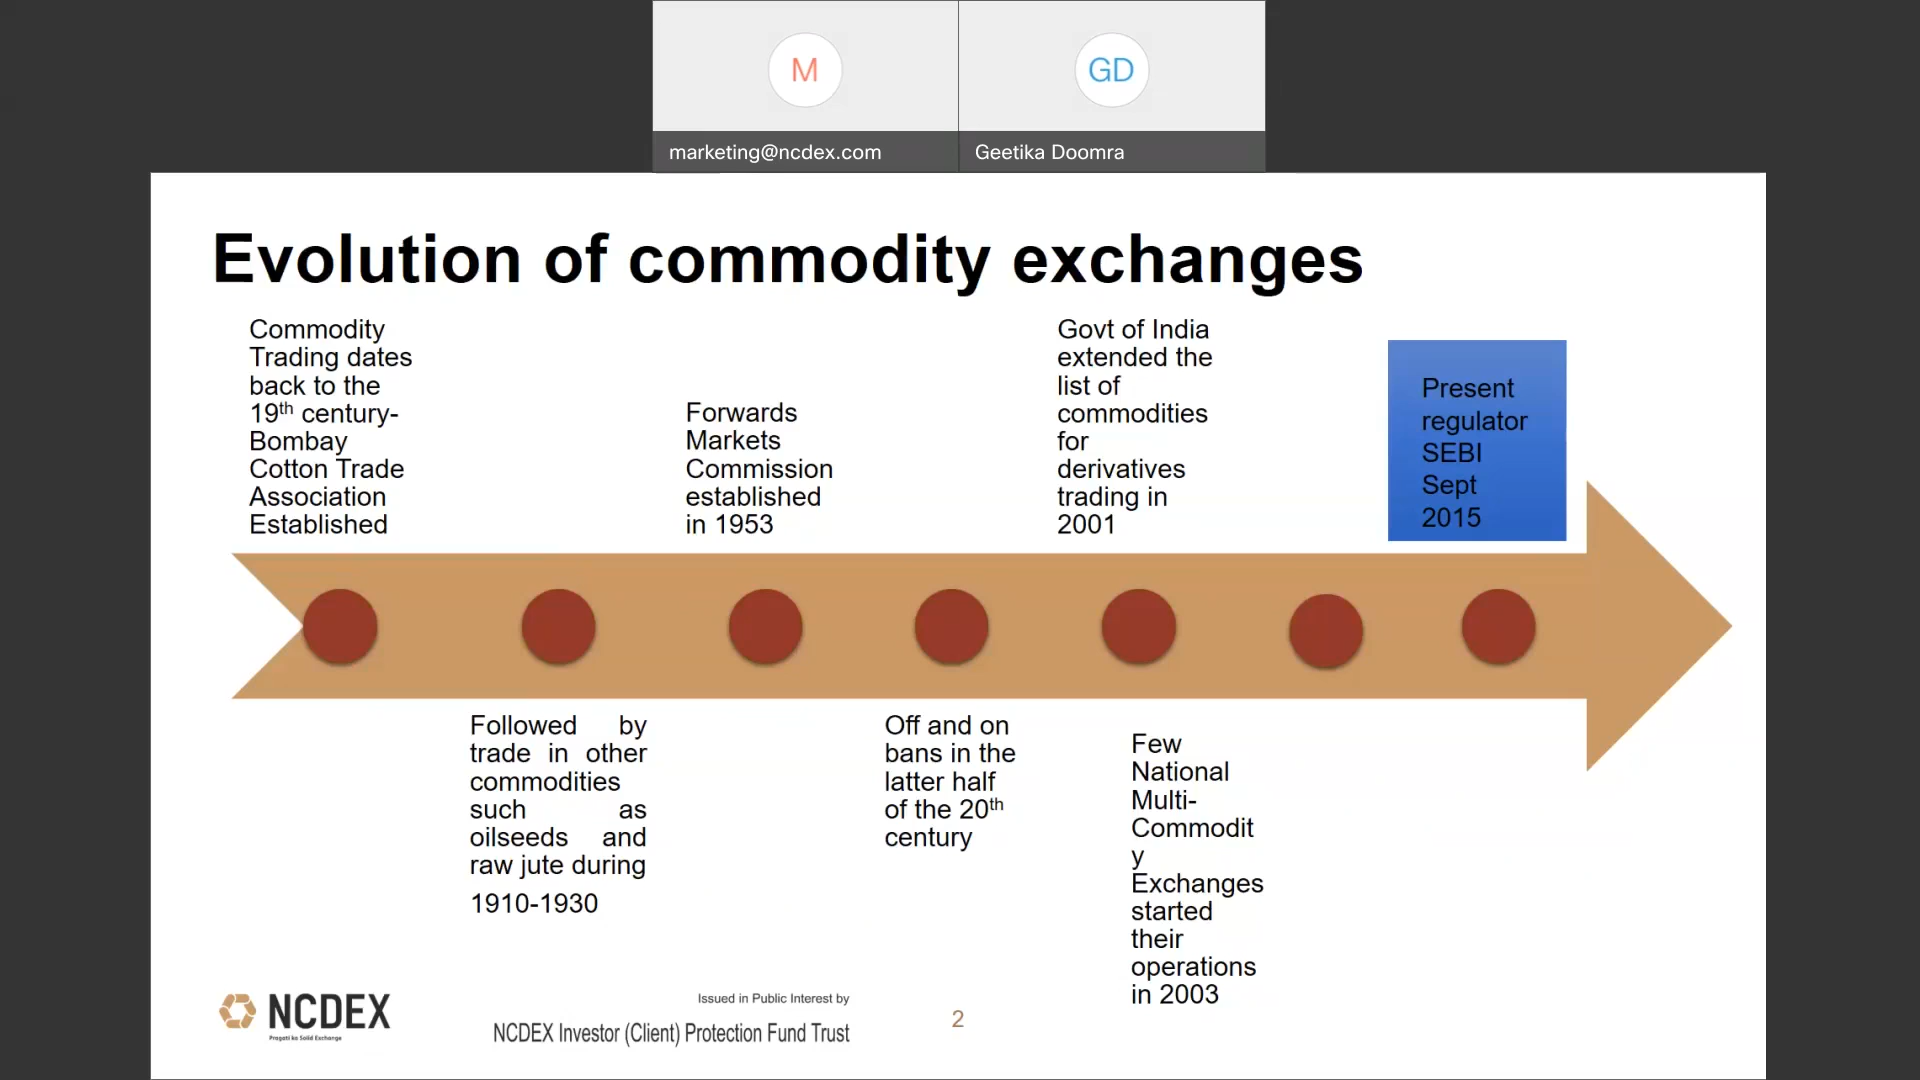 M
GD
marketing@ncdex.com
Geetika Doomra
Evolution of commodity exchanges
Commodity
Trading dates
back to the
19th century-
Bombay
Cotton Trade
Association
Established
Forwards
Markets
Commission
established
in 1953
Govt of India
extended the
list of
commodities
for
derivatives
trading in
2001
Present
regulator
SEBI
Sept
2015
Followed by
trade in other
commodities
such as
oilseeds and
raw jute during
1910-1930
Off and on
bans in the
latter half
of the 20th
century
Few
National
Multi-
Commodit
y
Exchanges
started
their
operations
in 2003
NCDEX
Pragati ka Solid Exchange
Issued in Public Interest by
NCDEX Investor (Client) Protection Fund Trust
2